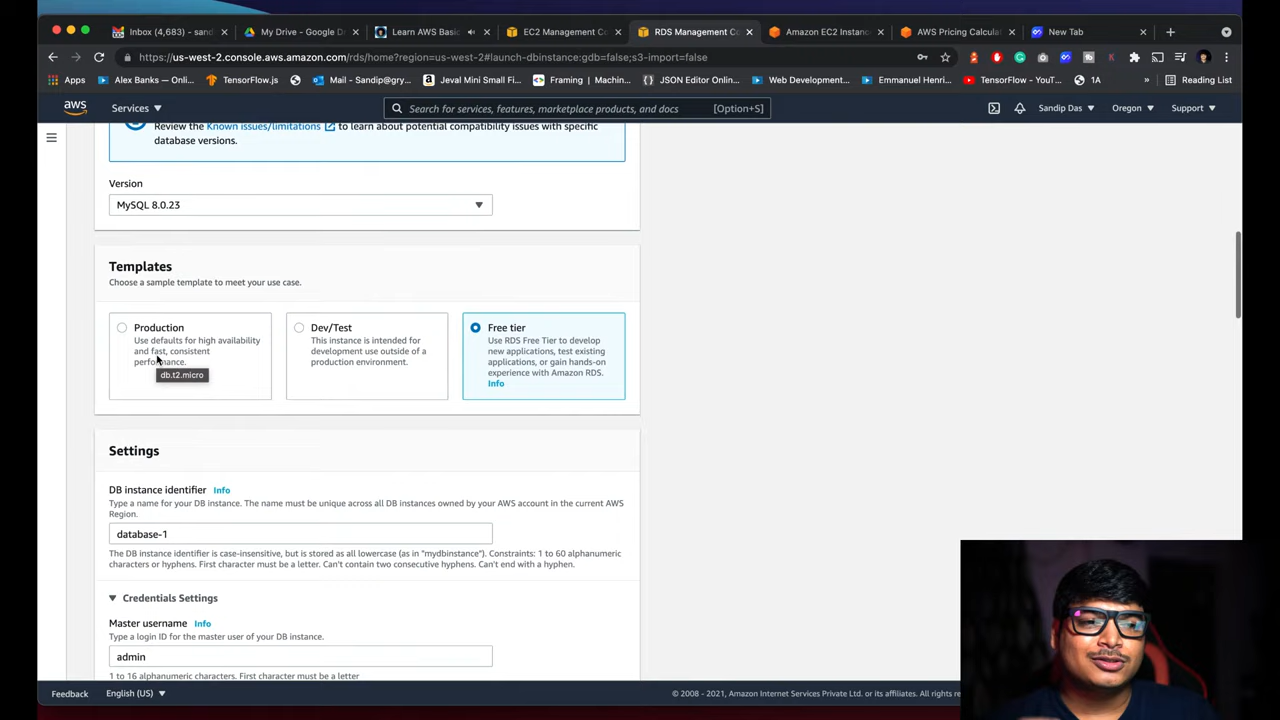 Inbox (4,683) - sand
My Drive - Google Dr
Learn AWS Basic
EC2 Management Co
RDS Management Co
Amazon EC2 Instanc
AWS Pricing Calcula
New Tab
https://us-west-2.console.aws.amazon.com/rds/home?region=us-west-2#launch-dbinstance:gdb=false;s3-import=false
Apps
Alex Banks – Onlin...
TensorFlow.js
Mail - Sandip@gre...
Jeval Mini Small Fi...
Framing | Machin...
JSON Editor Onlin...
Web Development...
Emmanuel Henri...
TensorFlow - YouT...
1A
Reading List
aws
Services
Search for services, features, marketplace products, and docs
[Option+S]
Sandip Das
Oregon
Support
Review the Known issues/limitations to learn about potential compatibility issues with specific
database versions.
Version
MySQL 8.0.23
Templates
Choose a sample template to meet your use case.
Production
Use defaults for high availability
and fast, consistent
performance.
db.t2.micro
Dev/Test
This instance is intended for
development use outside of a
production environment.
Free tier
Use RDS Free Tier to develop
new applications, test existing
applications, or gain hands-on
experience with Amazon RDS.
Info
Settings
DB instance identifier Info
Type a name for your DB instance. The name must be unique across all DB instances owned by your AWS account in the current AWS
Region.
database-1
The DB instance identifier is case-insensitive, but is stored as all lowercase (as in "mydbinstance"). Constraints: 1 to 60 alphanumeric
characters or hyphens. First character must be a letter. Can't contain two consecutive hyphens. Can't end with a hyphen.
Credentials Settings
Master username Info
Type a login ID for the master user of your DB instance.
admin
1 to 16 alphanumeric characters. First character must be a letter
Feedback
English (US)
© 2008 - 2021, Amazon Internet Services Private Ltd. or its affiliates. All rights re